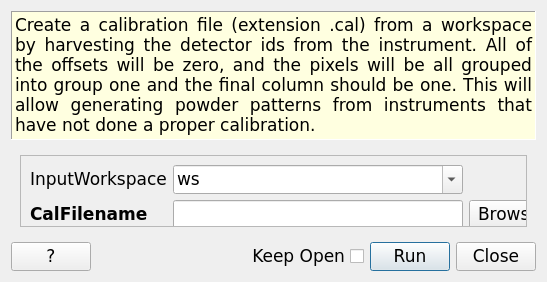 Create a calibration file (extension .cal) from a workspace
by harvesting the detector ids from the instrument. All of
the offsets will be zero, and the pixels will be all grouped
into group one and the final column should be one. This will
allow generating powder patterns from instruments that
have not done a proper calibration.
InputWorkspace ws
CalFilename Brows
? Keep Open Run Close